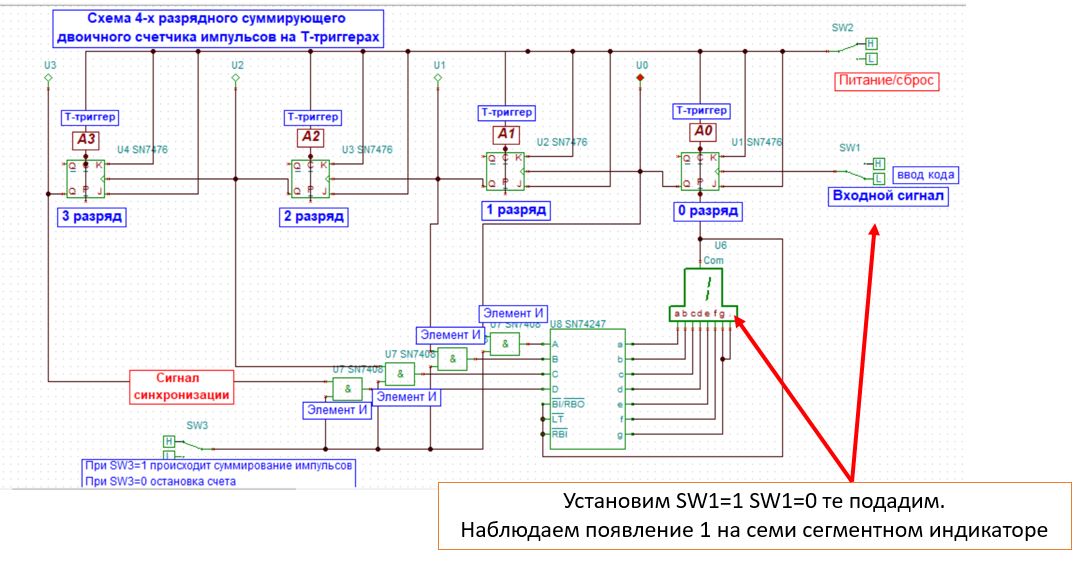 Схема 4-х разрядного суммирующего
двоичного счетчика импульсов на Т-триггерах
SW2
H
L
Питание/сброс
U3
U2
U1
U0
Т-триггер
Т-триггер
Т-триггер
Т-триггер
A3
A2
A1
A0
U4 SN7476
U3 SN7476
U2 SN7476
U1 SN7476
Q C K
Q P J
Q C K
Q P J
Q C K
Q P J
Q C K
Q P J
SW1
H
L
ввод кода
Входной сигнал
3 разряд
2 разряд
1 разряд
0 разряд
U6
Com
a b c d e f g .
Элемент И
U7 SN7408
U8 SN74247
Элемент И
&
U7 SN7408
&
U7 SN7408
&
Элемент И
&
Элемент И
A
B
C
D
BI/RBO
LT
RBI
a
b
c
d
e
f
g
Сигнал
синхронизации
SW3
H
L
При SW3=1 происходит суммирование импульсов
При SW3=0 остановка счета
Установим SW1=1 SW1=0 те подадим.
Наблюдаем появление 1 на семи сегментном индикаторе